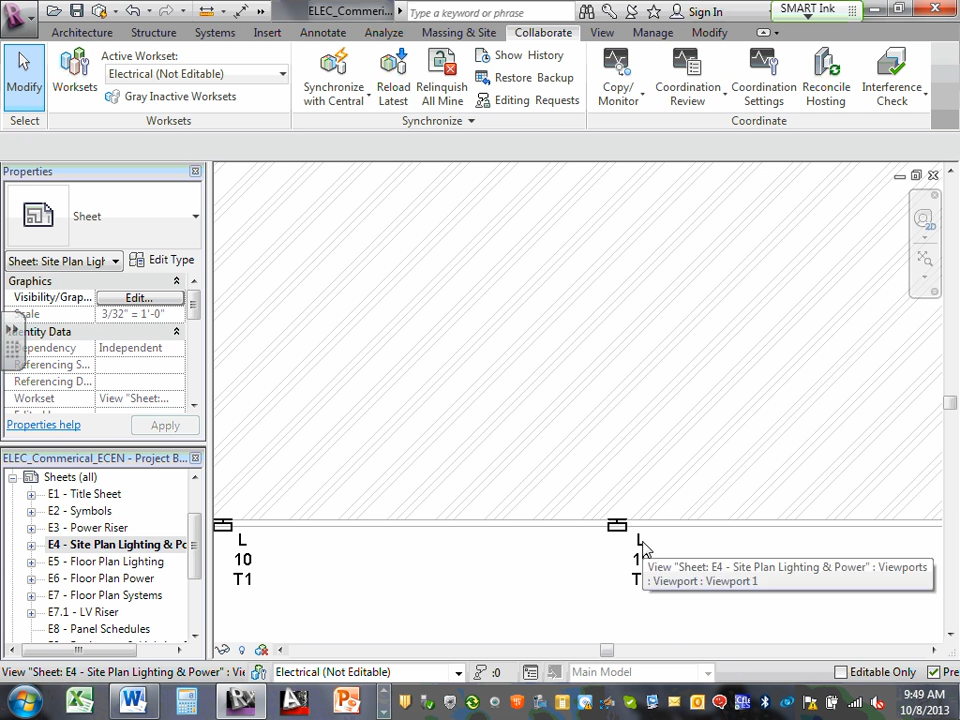 ELEC_Commeri...
Type a keyword or phrase
Sign In
SMART Ink
Architecture Structure Systems Insert Annotate Analyze Massing & Site Collaborate View Manage Modify
Modify
Worksets
Active Workset:
Electrical (Not Editable)
Gray Inactive Worksets
Synchronize with Central
Reload Latest
Relinquish All Mine
Show History
Restore Backup
Editing Requests
Copy/ Monitor
Coordination Review
Coordination Settings
Reconcile Hosting
Interference Check
Select Worksets Synchronize Coordinate
Properties
Sheet
Sheet: Site Plan Ligh
Edit Type
Graphics
Visibility/Grap... Edit...
Scale 3/32" = 1'-0"
Identity Data
Dependency Independent
Referencing S...
Referencing D...
Workset View "Sheet:...
Properties help
Apply
ELEC_Commerical_ECEN - Project B...
Sheets (all)
E1 - Title Sheet
E2 - Symbols
E3 - Power Riser
E4 - Site Plan Lighting & Pc
E5 - Floor Plan Lighting
E6 - Floor Plan Power
E7 - Floor Plan Systems
E7.1 - LV Riser
E8 - Panel Schedules
2D
L
10
T1
L
1
T
View "Sheet: E4 - Site Plan Lighting & Power" : Viewports
: Viewport : Viewport 1
View "Sheet: E4 - Site Plan Lighting & Power" : Vie
Electrical (Not Editable)
:0
Main Model
Editable Only
Pre
9:49 AM
10/8/2013